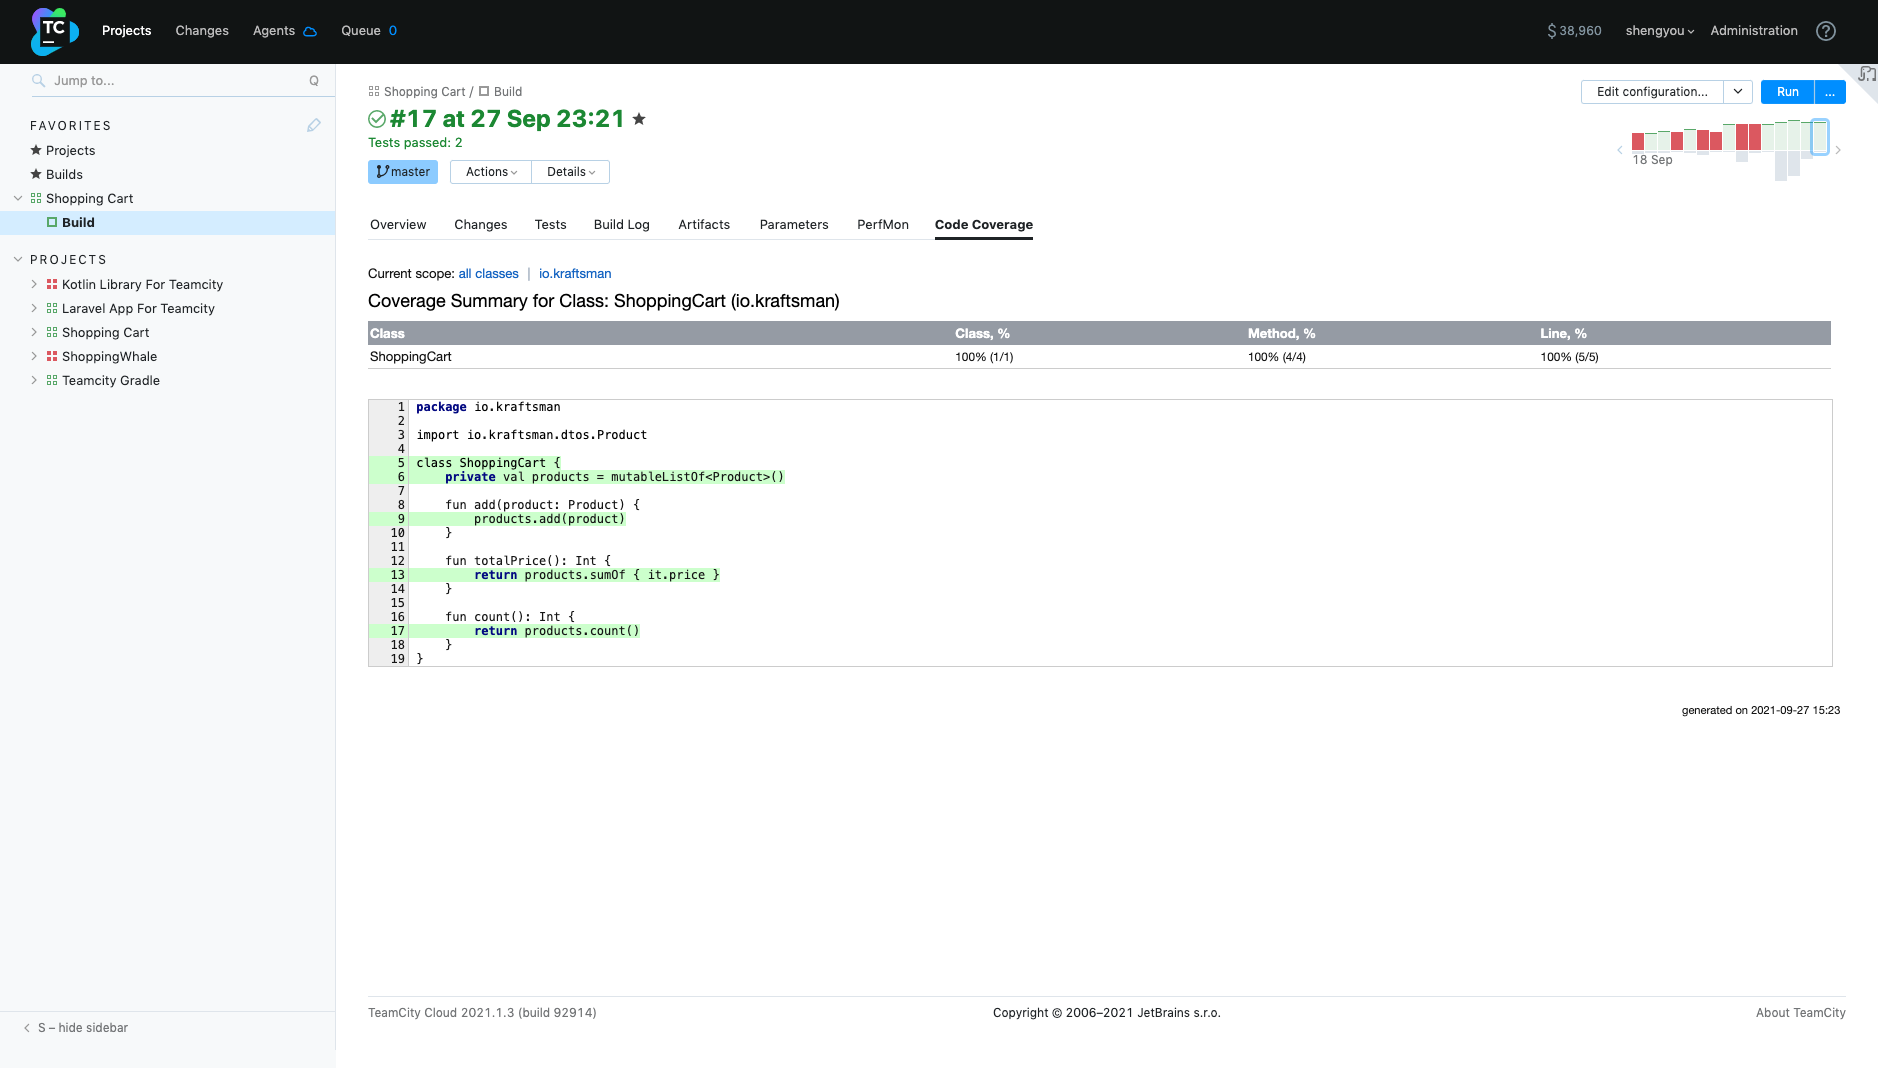 TC
Projects Changes Agents Queue 0 $ 38,960 shengyou Administration ?
Jump to... Q
FAVORITES
Projects
Builds
Shopping Cart
Build
PROJECTS
Kotlin Library For Teamcity
Laravel App For Teamcity
Shopping Cart
ShoppingWhale
Teamcity Gradle
S – hide sidebar
Shopping Cart / Build
Edit configuration... Run ...
#17 at 27 Sep 23:21
Tests passed: 2
18 Sep
master Actions Details
Overview Changes Tests Build Log Artifacts Parameters PerfMon Code Coverage
Current scope: all classes | io.kraftsman
Coverage Summary for Class: ShoppingCart (io.kraftsman)
Class Class, % Method, % Line, %
ShoppingCart 100% (1/1) 100% (4/4) 100% (5/5)
1 package io.kraftsman
2
3 import io.kraftsman.dtos.Product
4
5 class ShoppingCart {
6     private val products = mutableListOf<Product>()
7
8     fun add(product: Product) {
9         products.add(product)
10     }
11
12     fun totalPrice(): Int {
13         return products.sumOf { it.price }
14     }
15
16     fun count(): Int {
17         return products.count()
18     }
19 }
generated on 2021-09-27 15:23
TeamCity Cloud 2021.1.3 (build 92914) Copyright © 2006–2021 JetBrains s.r.o. About TeamCity